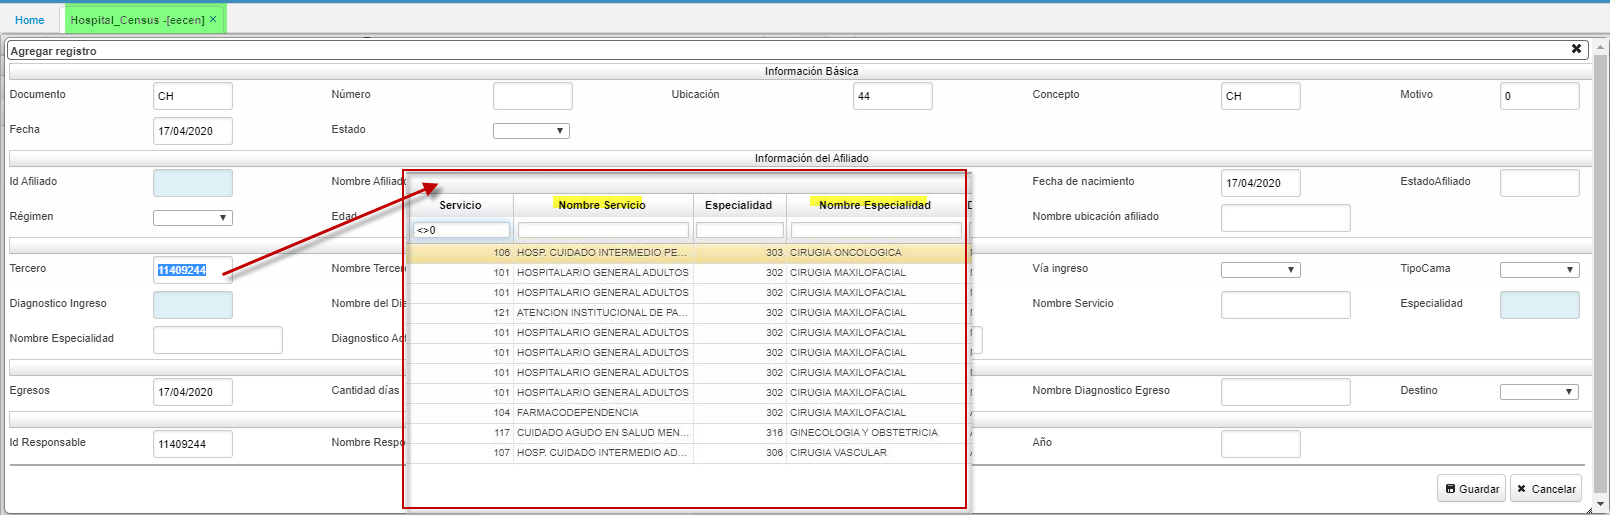 Home Hospital_Census -[eecen] ×
Agregar registro ✖
Información Básica
Documento CH Número Ubicación 44 Concepto CH Motivo 0
Fecha 17/04/2020 Estado
Información del Afiliado
Id Afiliado Nombre Afiliad Fecha de nacimiento 17/04/2020 EstadoAfiliado
Régimen Edad Nombre ubicación afiliado
Servicio Nombre Servicio Especialidad Nombre Especialidad
<>0
106 HOSP. CUIDADO INTERMEDIO PE... 303 CIRUGIA ONCOLOGICA
101 HOSPITALARIO GENERAL ADULTOS 302 CIRUGIA MAXILOFACIAL
101 HOSPITALARIO GENERAL ADULTOS 302 CIRUGIA MAXILOFACIAL
121 ATENCION INSTITUCIONAL DE PA... 302 CIRUGIA MAXILOFACIAL
101 HOSPITALARIO GENERAL ADULTOS 302 CIRUGIA MAXILOFACIAL
101 HOSPITALARIO GENERAL ADULTOS 302 CIRUGIA MAXILOFACIAL
101 HOSPITALARIO GENERAL ADULTOS 302 CIRUGIA MAXILOFACIAL
101 HOSPITALARIO GENERAL ADULTOS 302 CIRUGIA MAXILOFACIAL
104 FARMACODEPENDENCIA 302 CIRUGIA MAXILOFACIAL
117 CUIDADO AGUDO EN SALUD MEN... 316 GINECOLOGIA Y OBSTETRICIA
107 HOSP. CUIDADO INTERMEDIO AD... 306 CIRUGIA VASCULAR
Tercero 11409244 Nombre Tercer Vía ingreso TipoCama
Diagnostico Ingreso Nombre del Di Nombre Servicio Especialidad
Nombre Especialidad Diagnostico Ad
Egresos 17/04/2020 Cantidad días Nombre Diagnostico Egreso Destino
Id Responsable 11409244 Nombre Respo Año
Guardar ✖ Cancelar